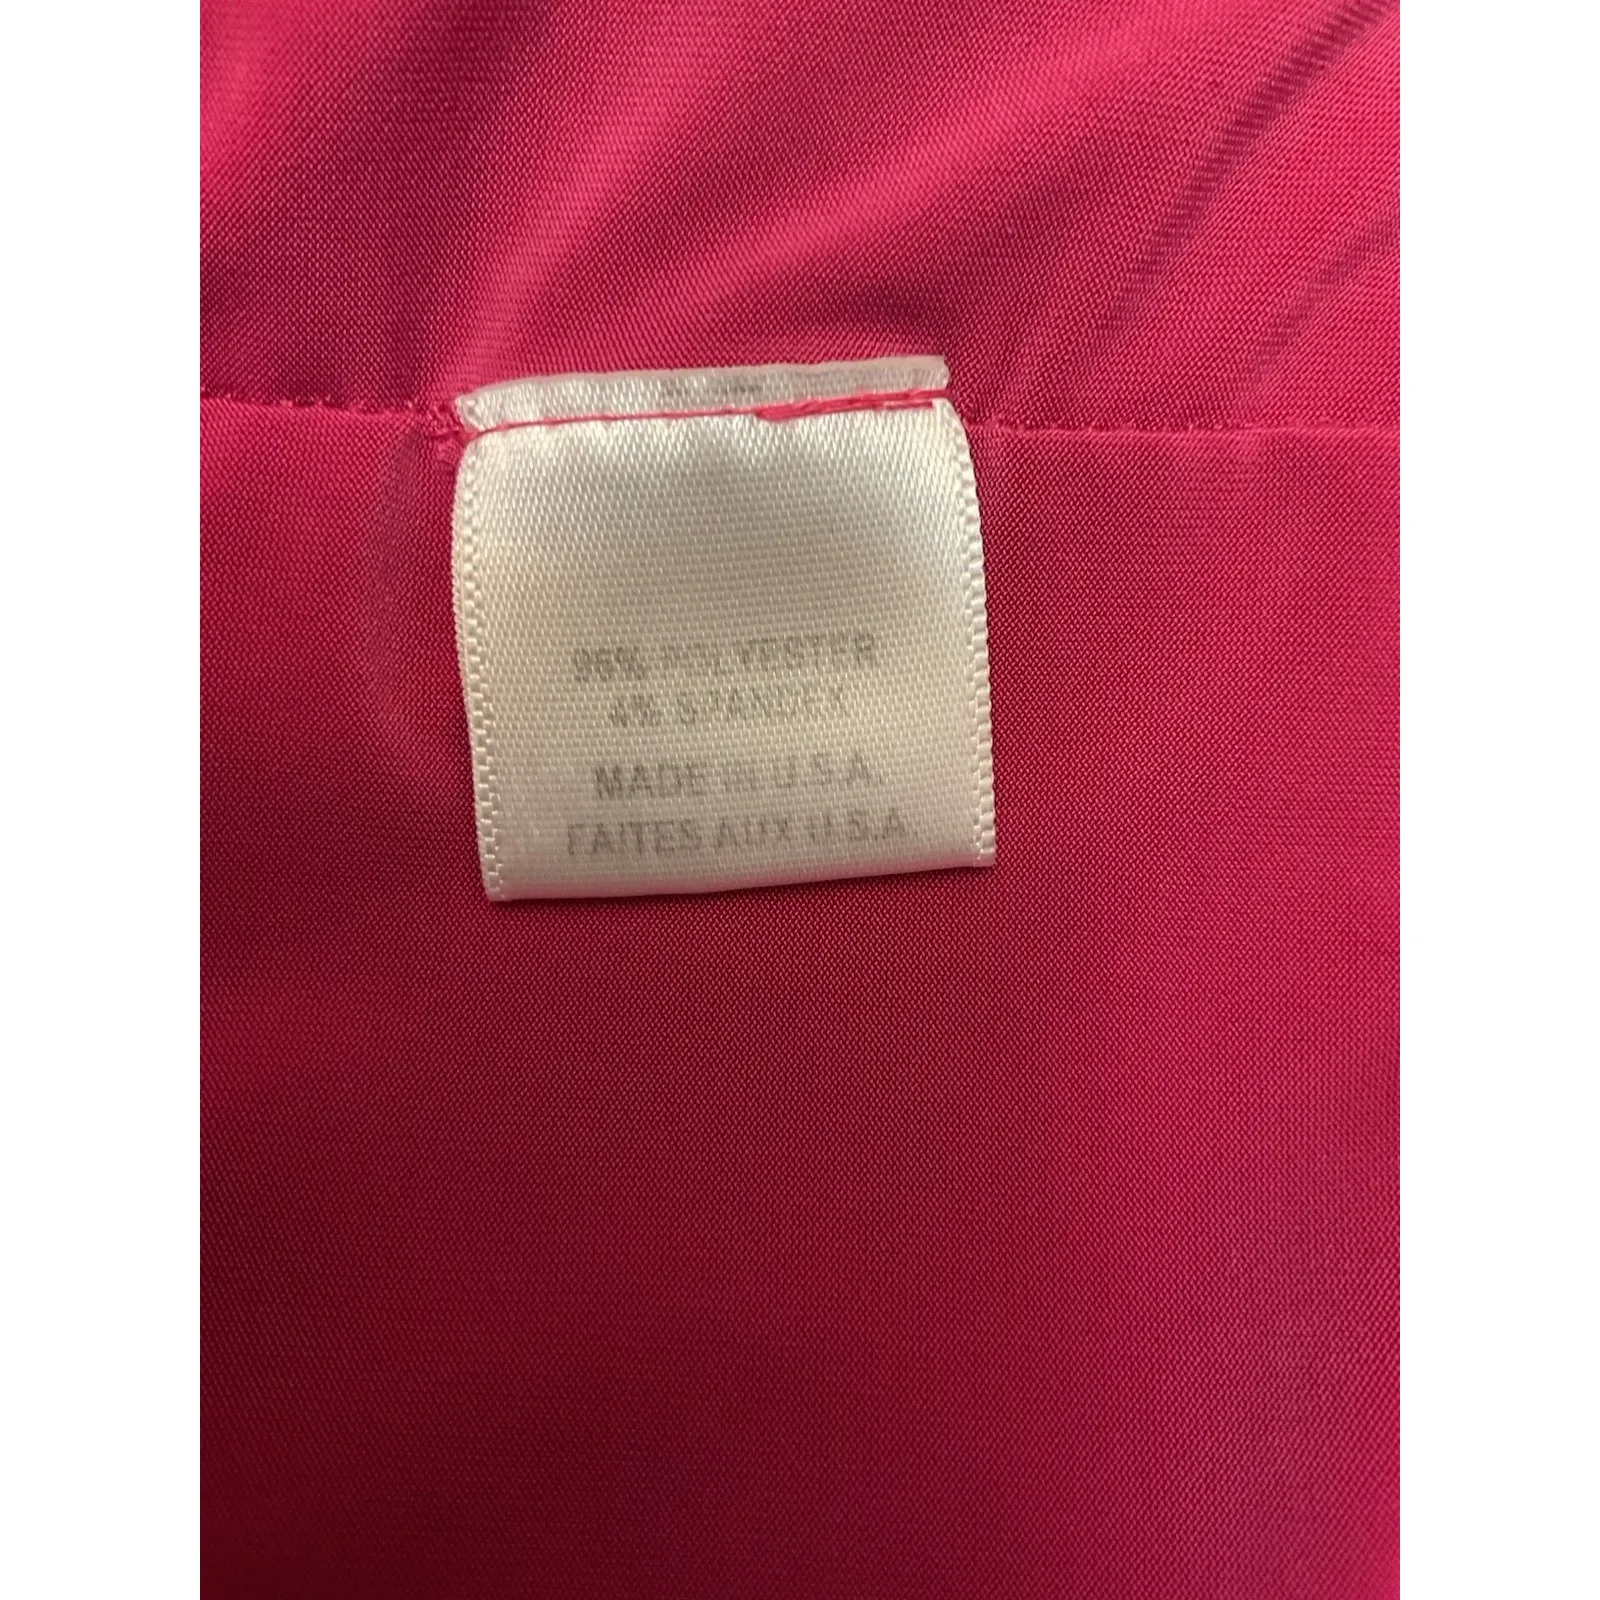 96% POLYESTER
4% SPANDEX
MADE IN U.S.A.
FAITES AUX U.S.A.